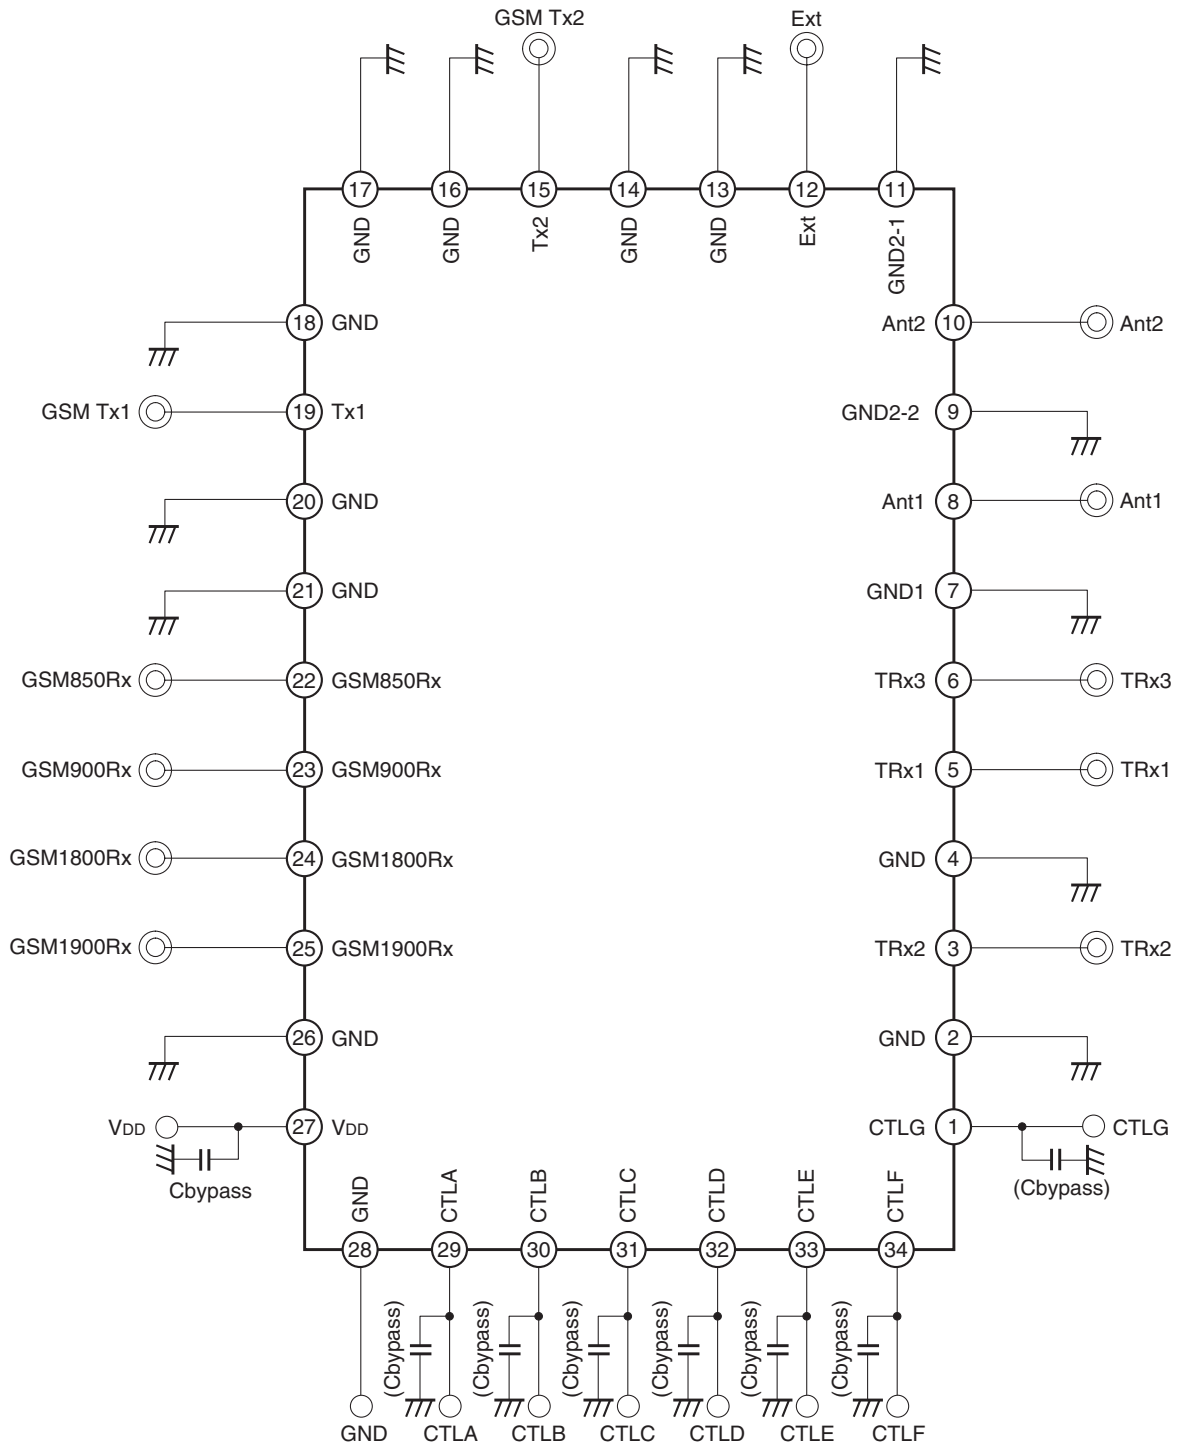 GSM Tx2
Ext
17
16
15
14
13
12
11
GND
GND
Tx2
GND
GND
Ext
GND2-1
18 GND
Ant2 10 Ant2
GSM Tx1 19 Tx1
GND2-2 9
20 GND
Ant1 8 Ant1
21 GND
GND1 7
GSM850Rx 22 GSM850Rx
TRx3 6 TRx3
GSM900Rx 23 GSM900Rx
TRx1 5 TRx1
GSM1800Rx 24 GSM1800Rx
GND 4
GSM1900Rx 25 GSM1900Rx
TRx2 3 TRx2
26 GND
GND 2
VDD 27 VDD
CTLG 1 CTLG
Cbypass
(Cbypass)
GND
CTLA
CTLB
CTLC
CTLD
CTLE
CTLF
28
29
30
31
32
33
34
(Cbypass)
(Cbypass)
(Cbypass)
(Cbypass)
(Cbypass)
(Cbypass)
GND
CTLA
CTLB
CTLC
CTLD
CTLE
CTLF